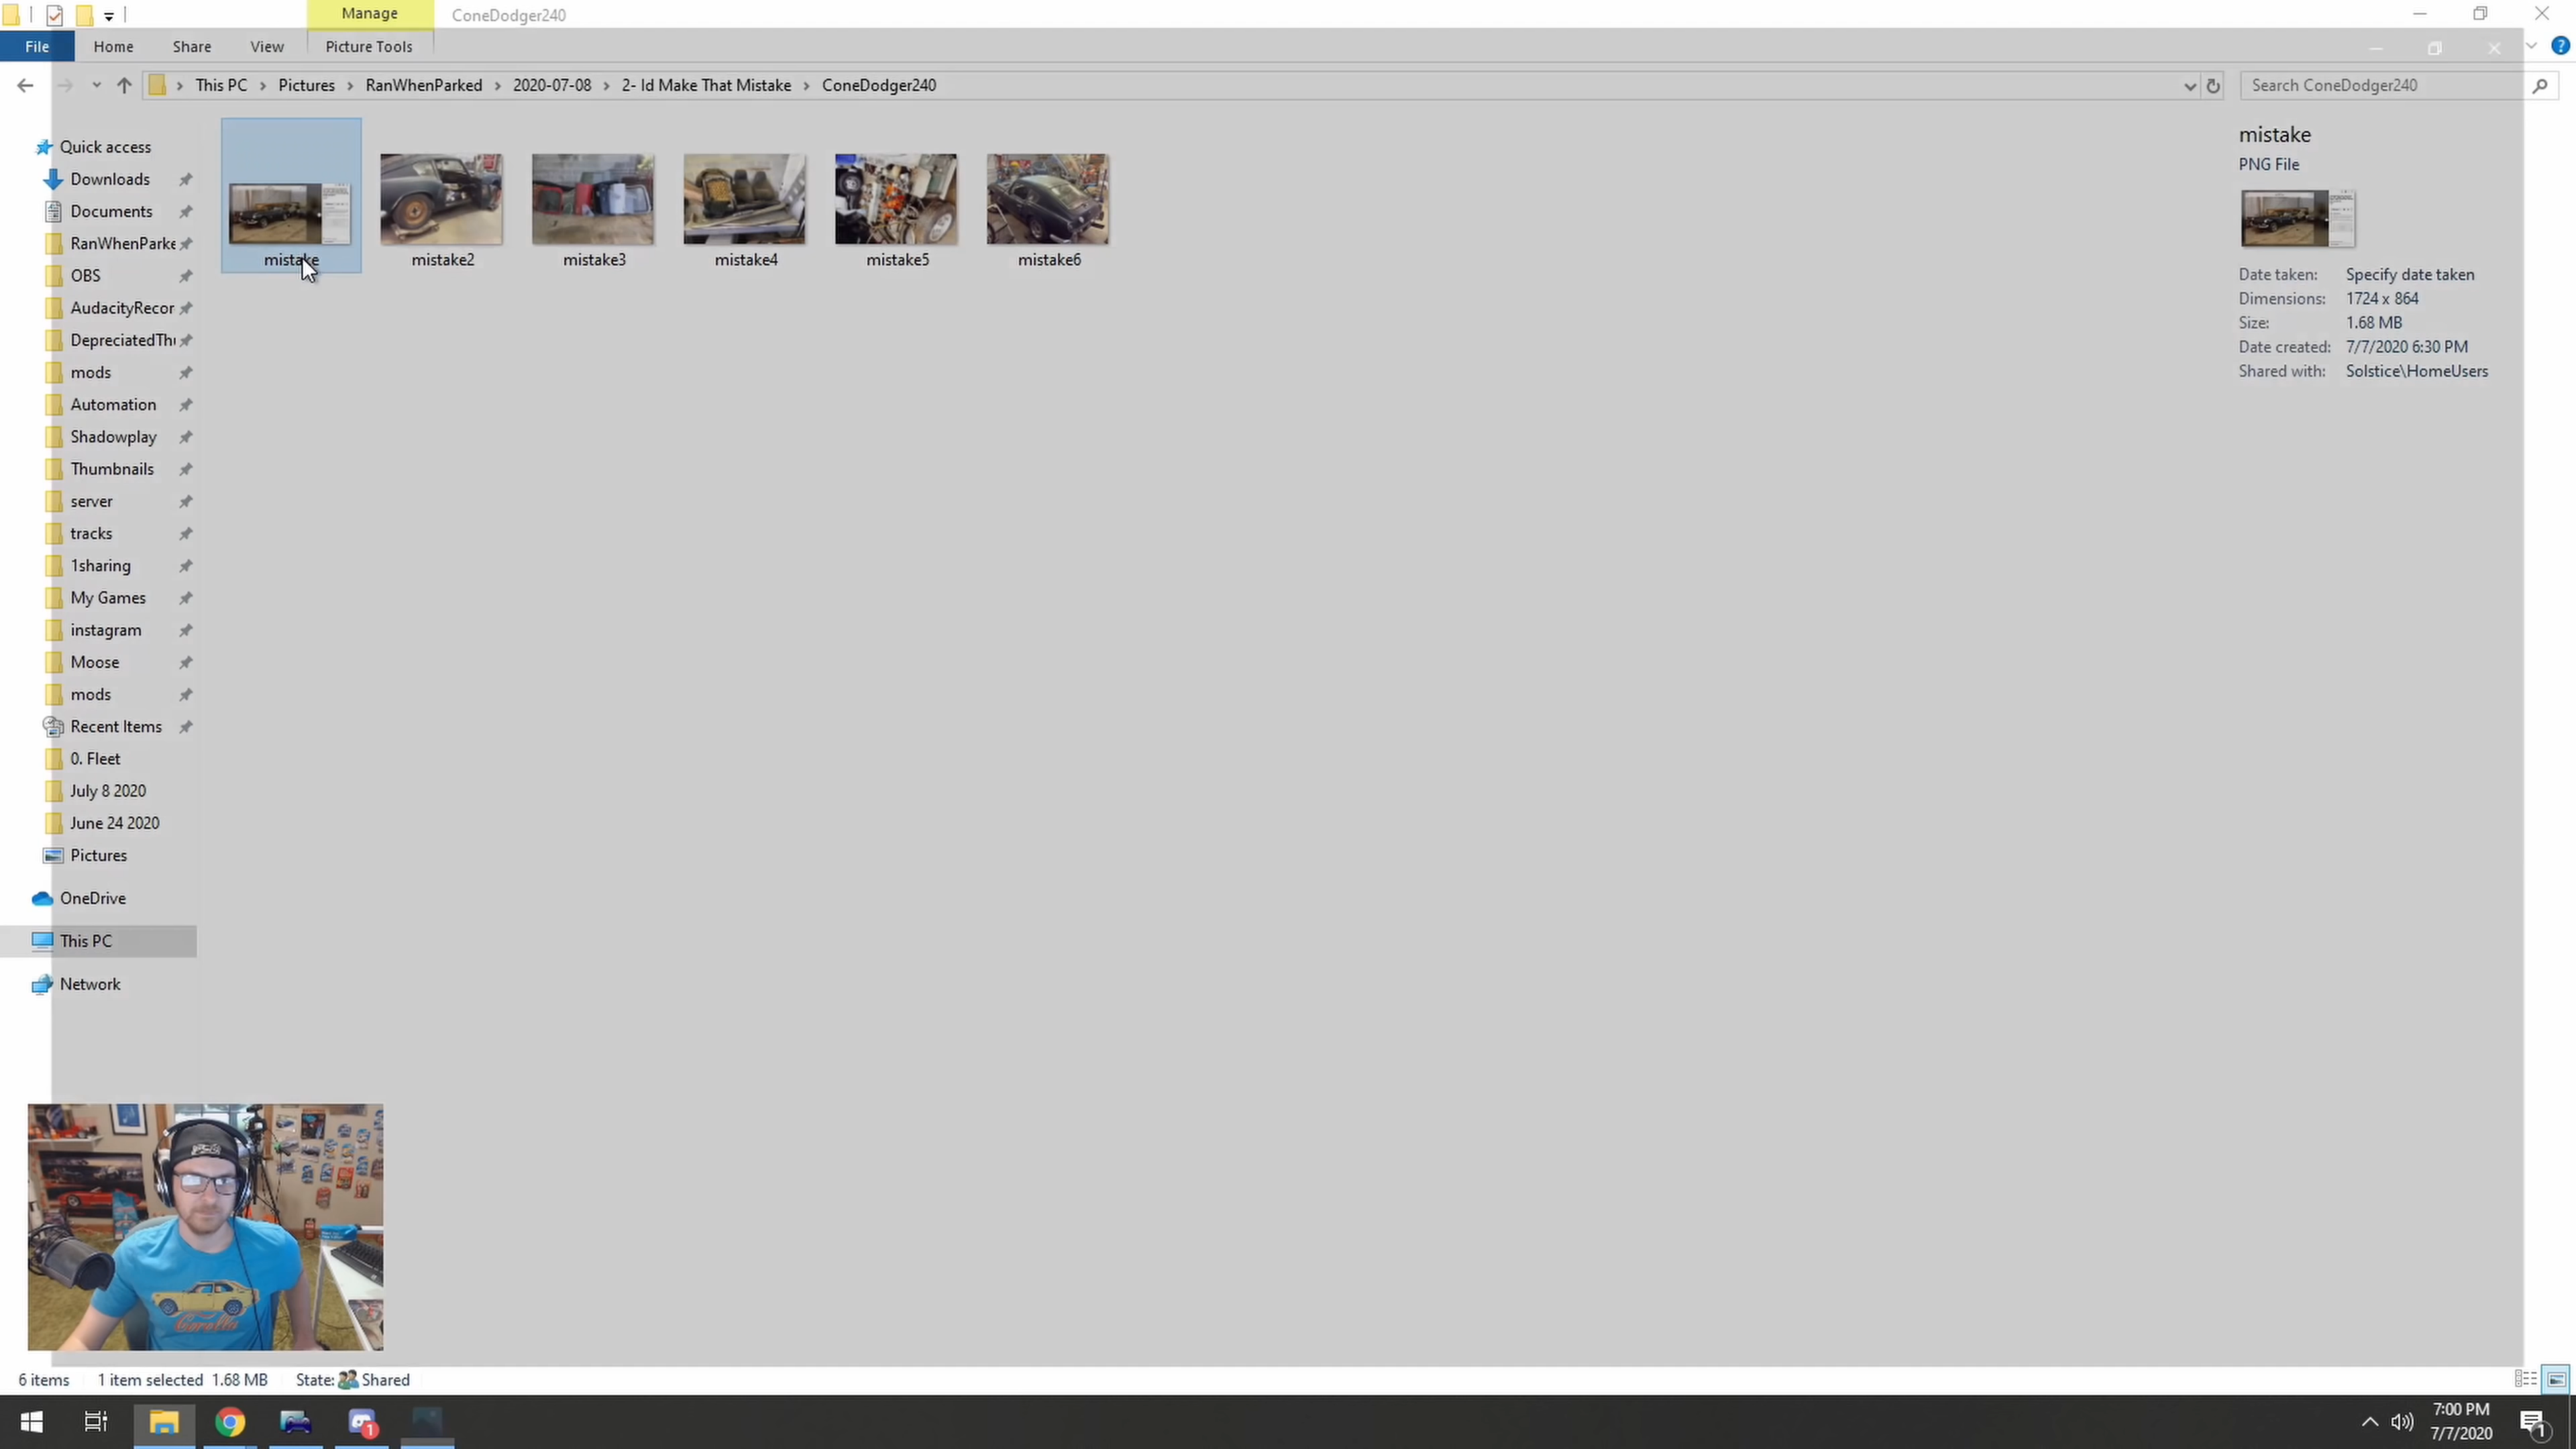 Manage
ConeDodger240
File
Home
Share
View
Picture Tools
This PC
Pictures
RanWhenParked
2020-07-08
2- Id Make That Mistake
ConeDodger240
Search ConeDodger240
Quick access
Downloads
Documents
RanWhenParke
OBS
AudacityRecor
DepreciatedThu
mods
Automation
Shadowplay
Thumbnails
server
tracks
1sharing
My Games
instagram
Moose
mods
Recent Items
0. Fleet
July 8 2020
June 24 2020
Pictures
OneDrive
This PC
Network
mistake
mistake2
mistake3
mistake4
mistake5
mistake6
mistake
PNG File
Date taken: Specify date taken
Dimensions: 1724 x 864
Size: 1.68 MB
Date created: 7/7/2020 6:30 PM
Shared with: Solstice\HomeUsers
Corolla
6 items 1 item selected 1.68 MB State: Shared
1
7:00 PM
7/7/2020
1